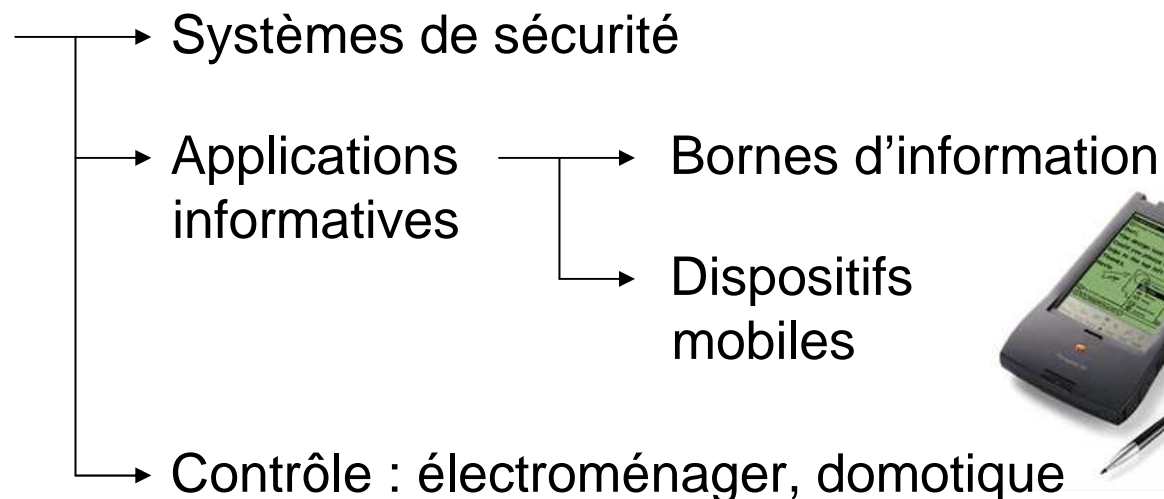 Systèmes de sécurité
Applications
informatives
Bornes d’information
Dispositifs
mobiles
Contrôle : électroménager, domotique